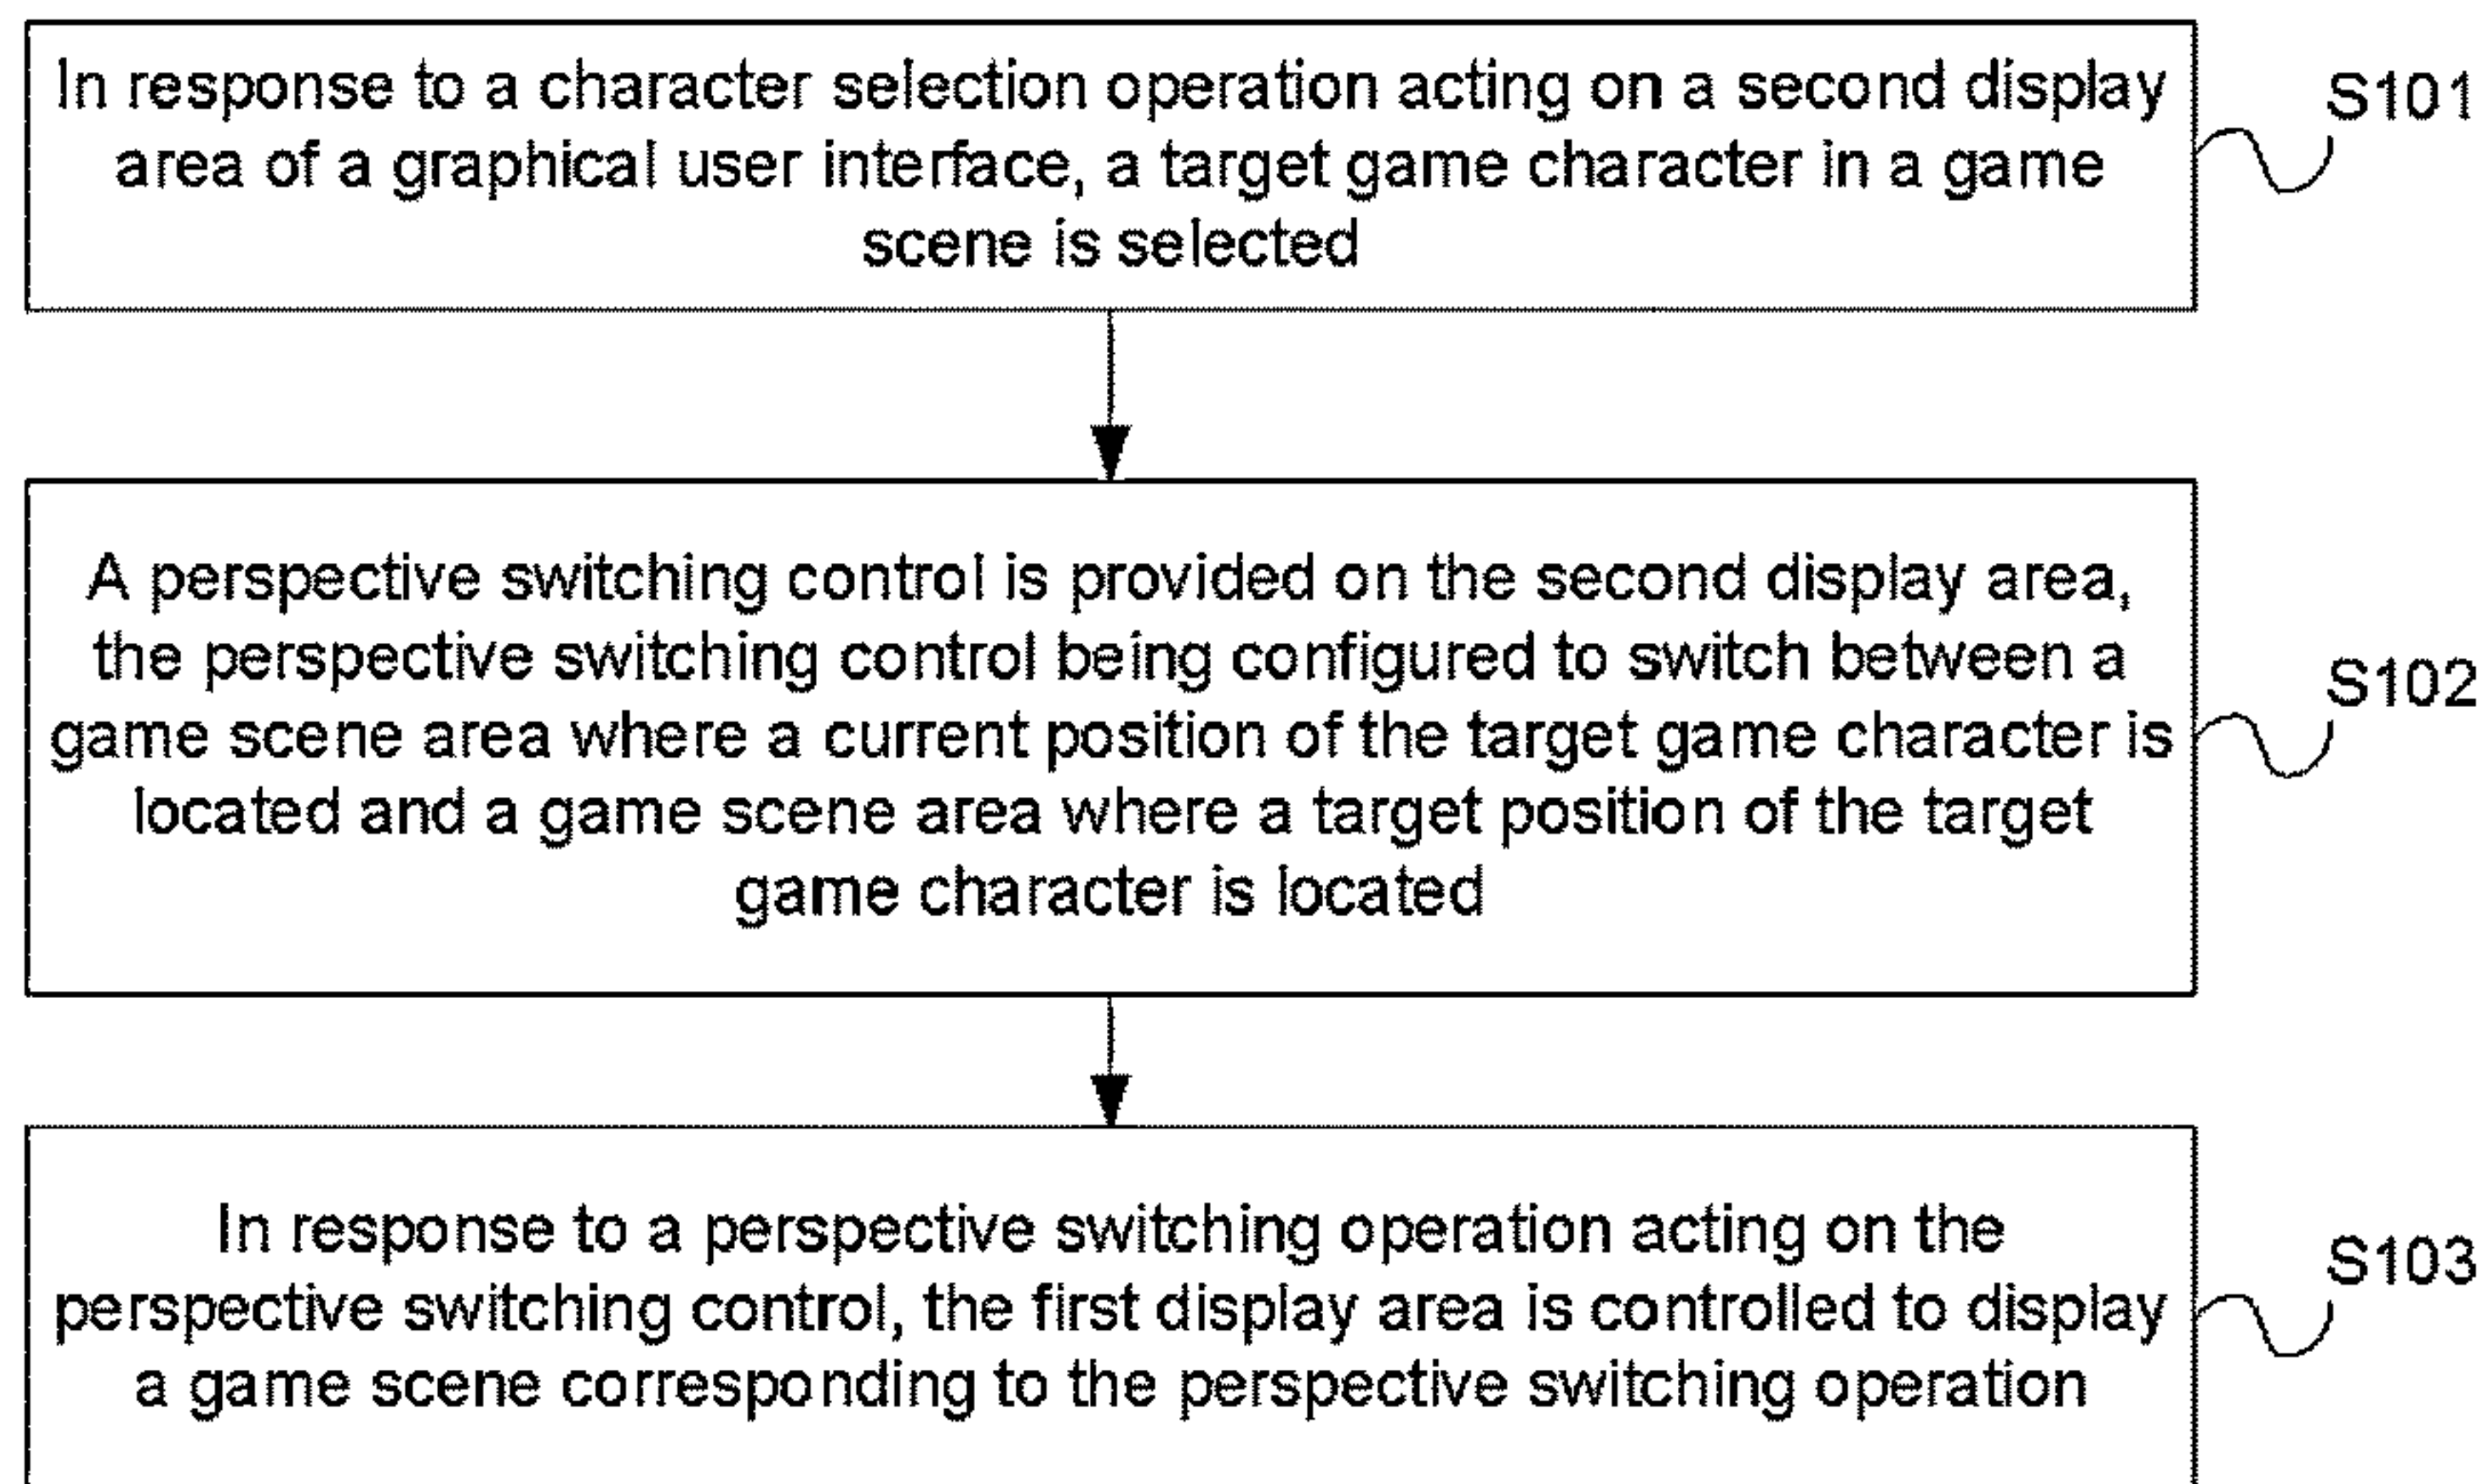 In response to a character selection operation acting on a second display
area of a graphical user interface, a target game character in a game
scene is selected
S101
A perspective switching control is provided on the second display area,
the perspective switching control being configured to switch between a
game scene area where a current position of the target game character is
located and a game scene area where a target position of the target
game character is located
S102
In response to a perspective switching operation acting on the
perspective switching control, the first display area is controlled to display
a game scene corresponding to the perspective switching operation
S103